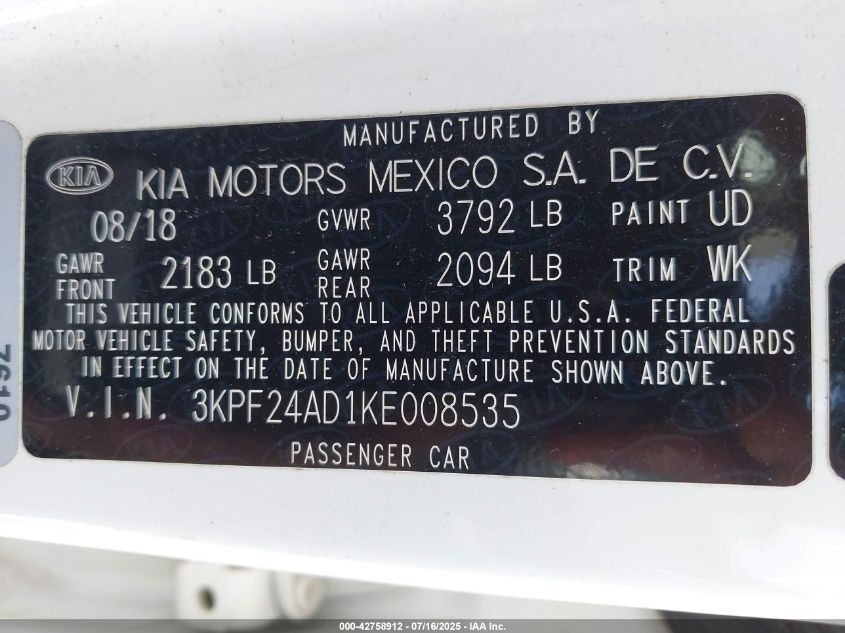 MANUFACTURED BY
KIA KIA MOTORS MEXICO S.A. DE C.V.
08/18 GVWR 3792 LB PAINT UD
GAWR FRONT 2183 LB GAWR REAR 2094 LB TRIM WK
THIS VEHICLE CONFORMS TO ALL APPLICABLE U.S.A. FEDERAL
MOTOR VEHICLE SAFETY, BUMPER, AND THEFT PREVENTION STANDARDS
IN EFFECT ON THE DATE OF MANUFACTURE SHOWN ABOVE.
V.I.N. 3KPF24AD1KE008535
PASSENGER CAR
000-42758912 - 07/16/2025 - IAA Inc.